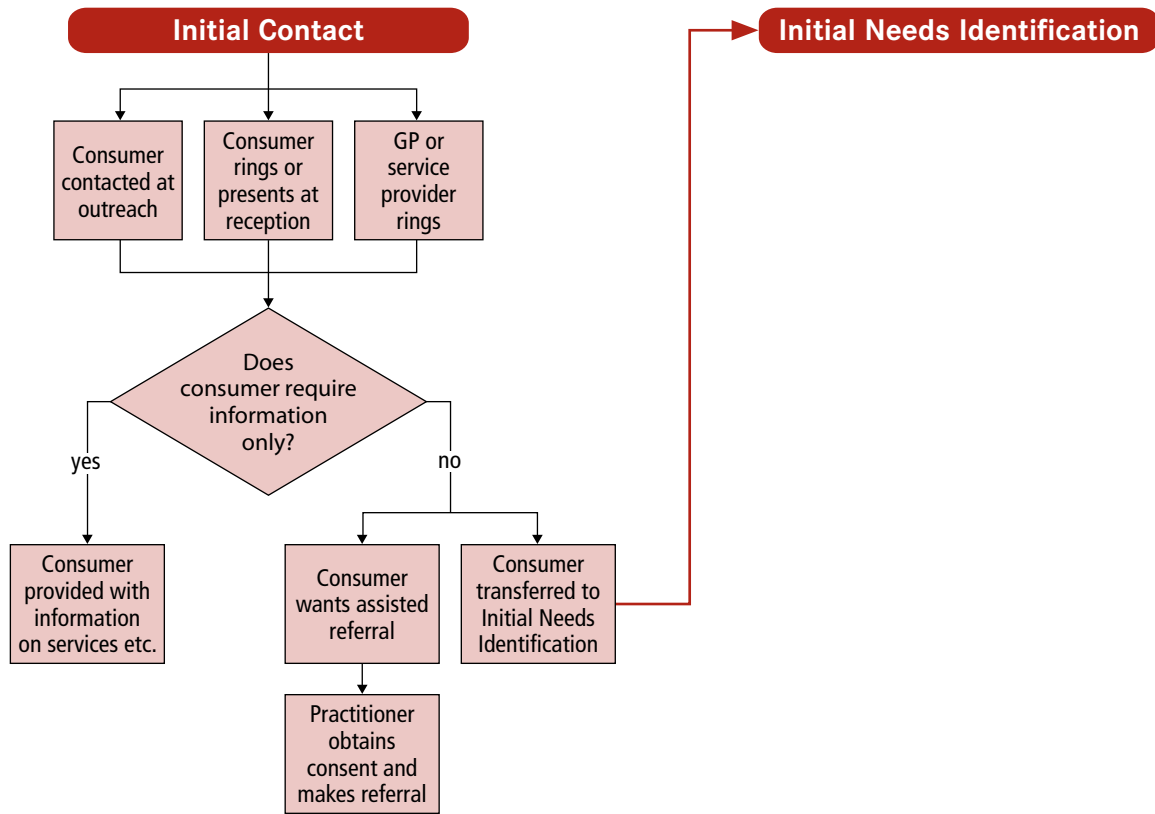 Initial Contact
Initial Needs Identification
Consumer
contacted at
outreach
Consumer
rings or
presents at
reception
GP or
service
provider
rings
Does
consumer require
information
only?
yes
no
Consumer
provided with
information
on services etc.
Consumer
wants assisted
referral
Consumer
transferred to
Initial Needs
Identification
Practitioner
obtains
consent and
makes referral